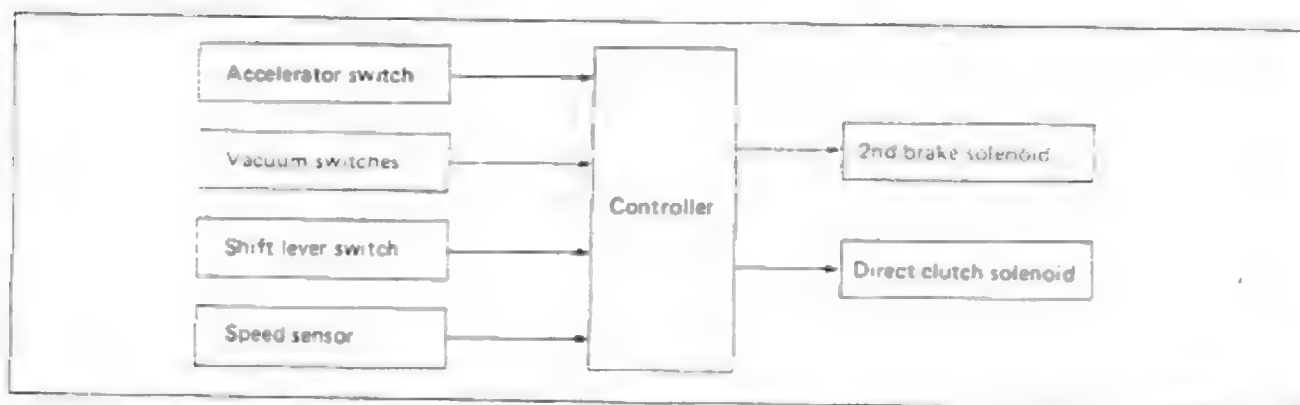 Accelerator switch
Vacuum switches
Shift lever switch
Speed sensor
Controller
2nd brake solenoid
Direct clutch solenoid